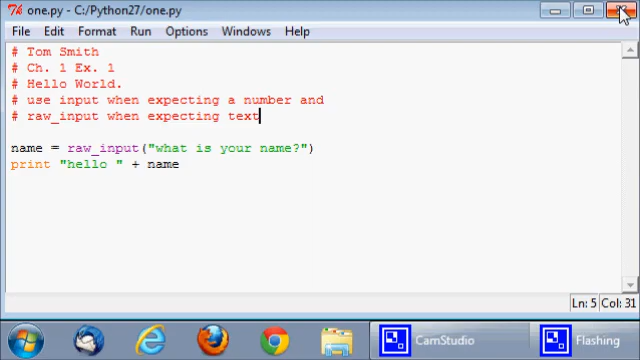 one.py - C:/Python27/one.py
File Edit Format Run Options Windows Help
# Tom Smith
# Ch. 1 Ex. 1
# Hello World.
# use input when expecting a number and
# raw_input when expecting text
name = raw_input("what is your name?")
print "hello " + name
Ln: 5 Col: 31
CamStudio
Flashing